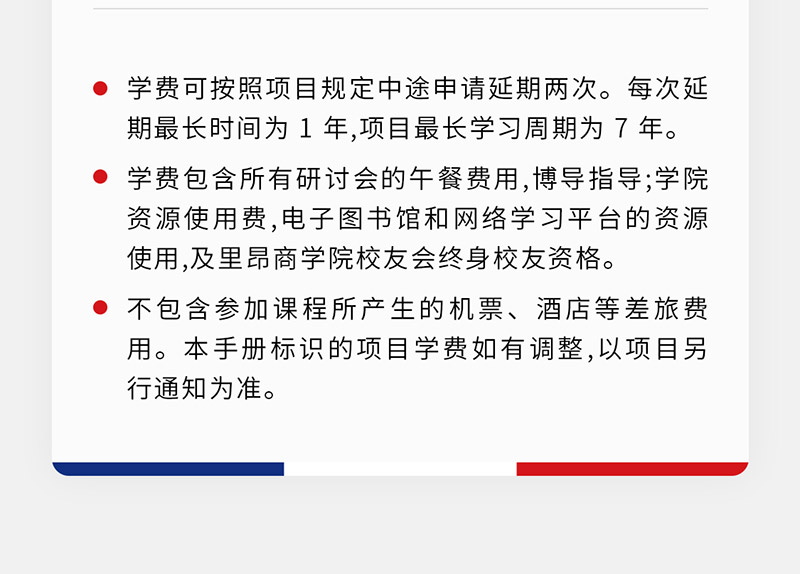 学费可按照项目规定中途申请延期两次。每次延
期最长时间为 1 年,项目最长学习周期为 7 年。
学费包含所有研讨会的午餐费用,博导指导;学院
资源使用费,电子图书馆和网络学习平台的资源
使用,及里昂商学院校友会终身校友资格。
不包含参加课程所产生的机票、酒店等差旅费
用。本手册标识的项目学费如有调整,以项目另
行通知为准。